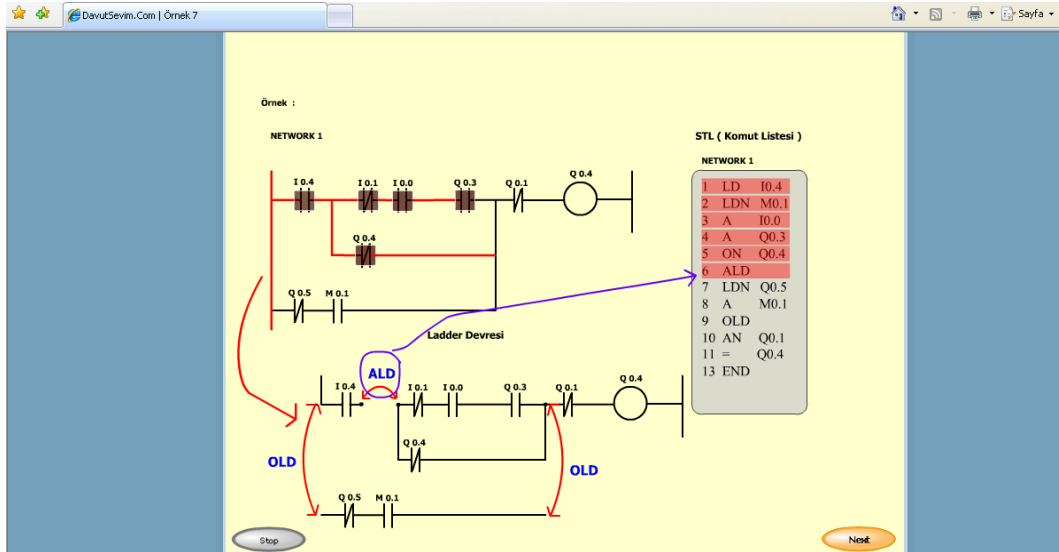 DavutSevim.Com | Örnek 7
Sayfa
Örnek :
NETWORK 1
I 0.4
I 0.1
I 0.0
Q 0.3
Q 0.1
Q 0.4
Q 0.4
Q 0.5
M 0.1
Ladder Devresi
STL ( Komut Listesi )
NETWORK 1
1 LD I0.4
2 LDN M0.1
3 A I0.0
4 A Q0.3
5 ON Q0.4
6 ALD
7 LDN Q0.5
8 A M0.1
9 OLD
10 AN Q0.1
11 = Q0.4
13 END
ALD
I 0.4
I 0.1
I 0.0
Q 0.3
Q 0.1
Q 0.4
Q 0.4
OLD
OLD
Q 0.5
M 0.1
Stop
Next